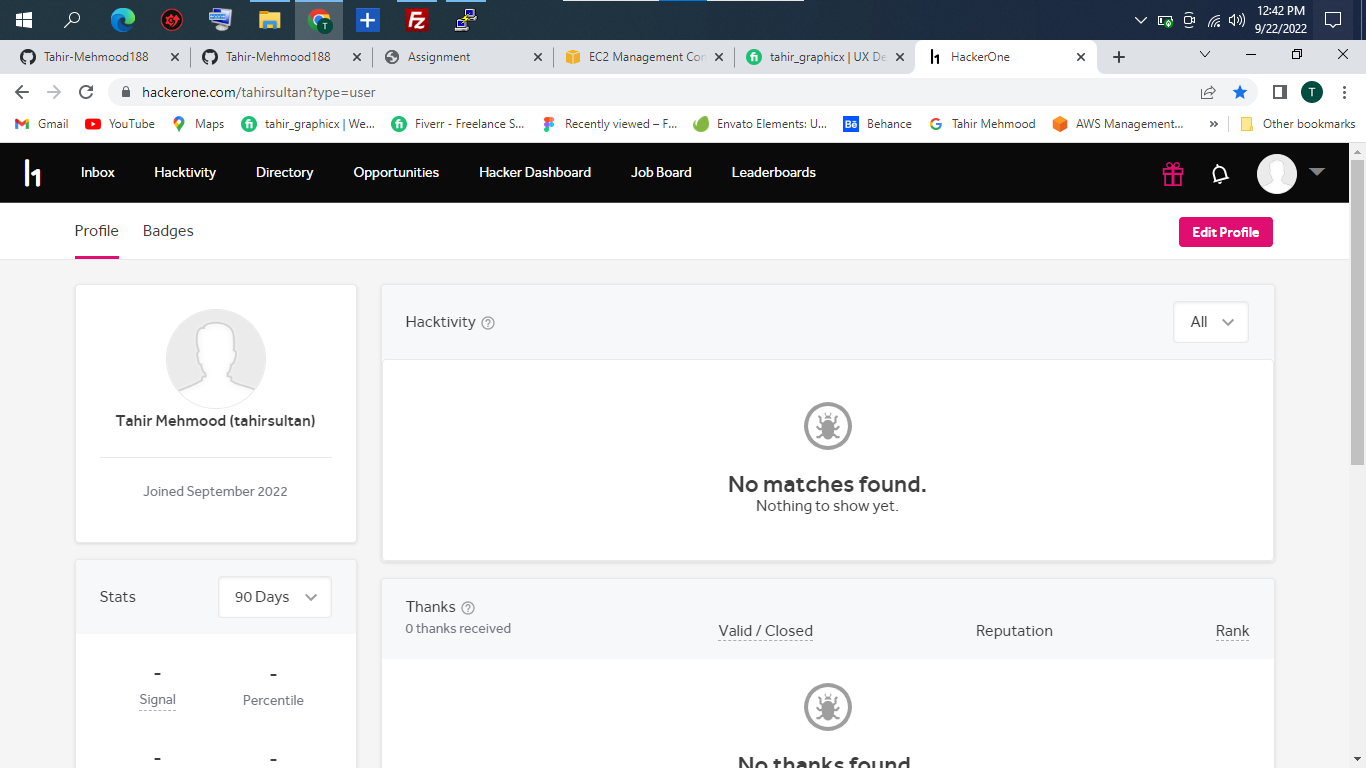 12:42 PM
9/22/2022
Tahir-Mehmood188
Tahir-Mehmood188
Assignment
EC2 Management Con
tahir_graphicx | UX De
HackerOne
hackerone.com/tahirsultan?type=user
T
Gmail
YouTube
Maps
tahir_graphicx | We...
Fiverr - Freelance S...
Recently viewed – F...
Envato Elements: U...
Behance
Tahir Mehmood
AWS Management...
»
Other bookmarks
Inbox
Hacktivity
Directory
Opportunities
Hacker Dashboard
Job Board
Leaderboards
Profile
Badges
Edit Profile
Tahir Mehmood (tahirsultan)
Joined September 2022
Hacktivity
All
No matches found.
Nothing to show yet.
Stats
90 Days
-
-
Signal
Percentile
-
-
Thanks
0 thanks received
Valid / Closed
Reputation
Rank
No thanks found